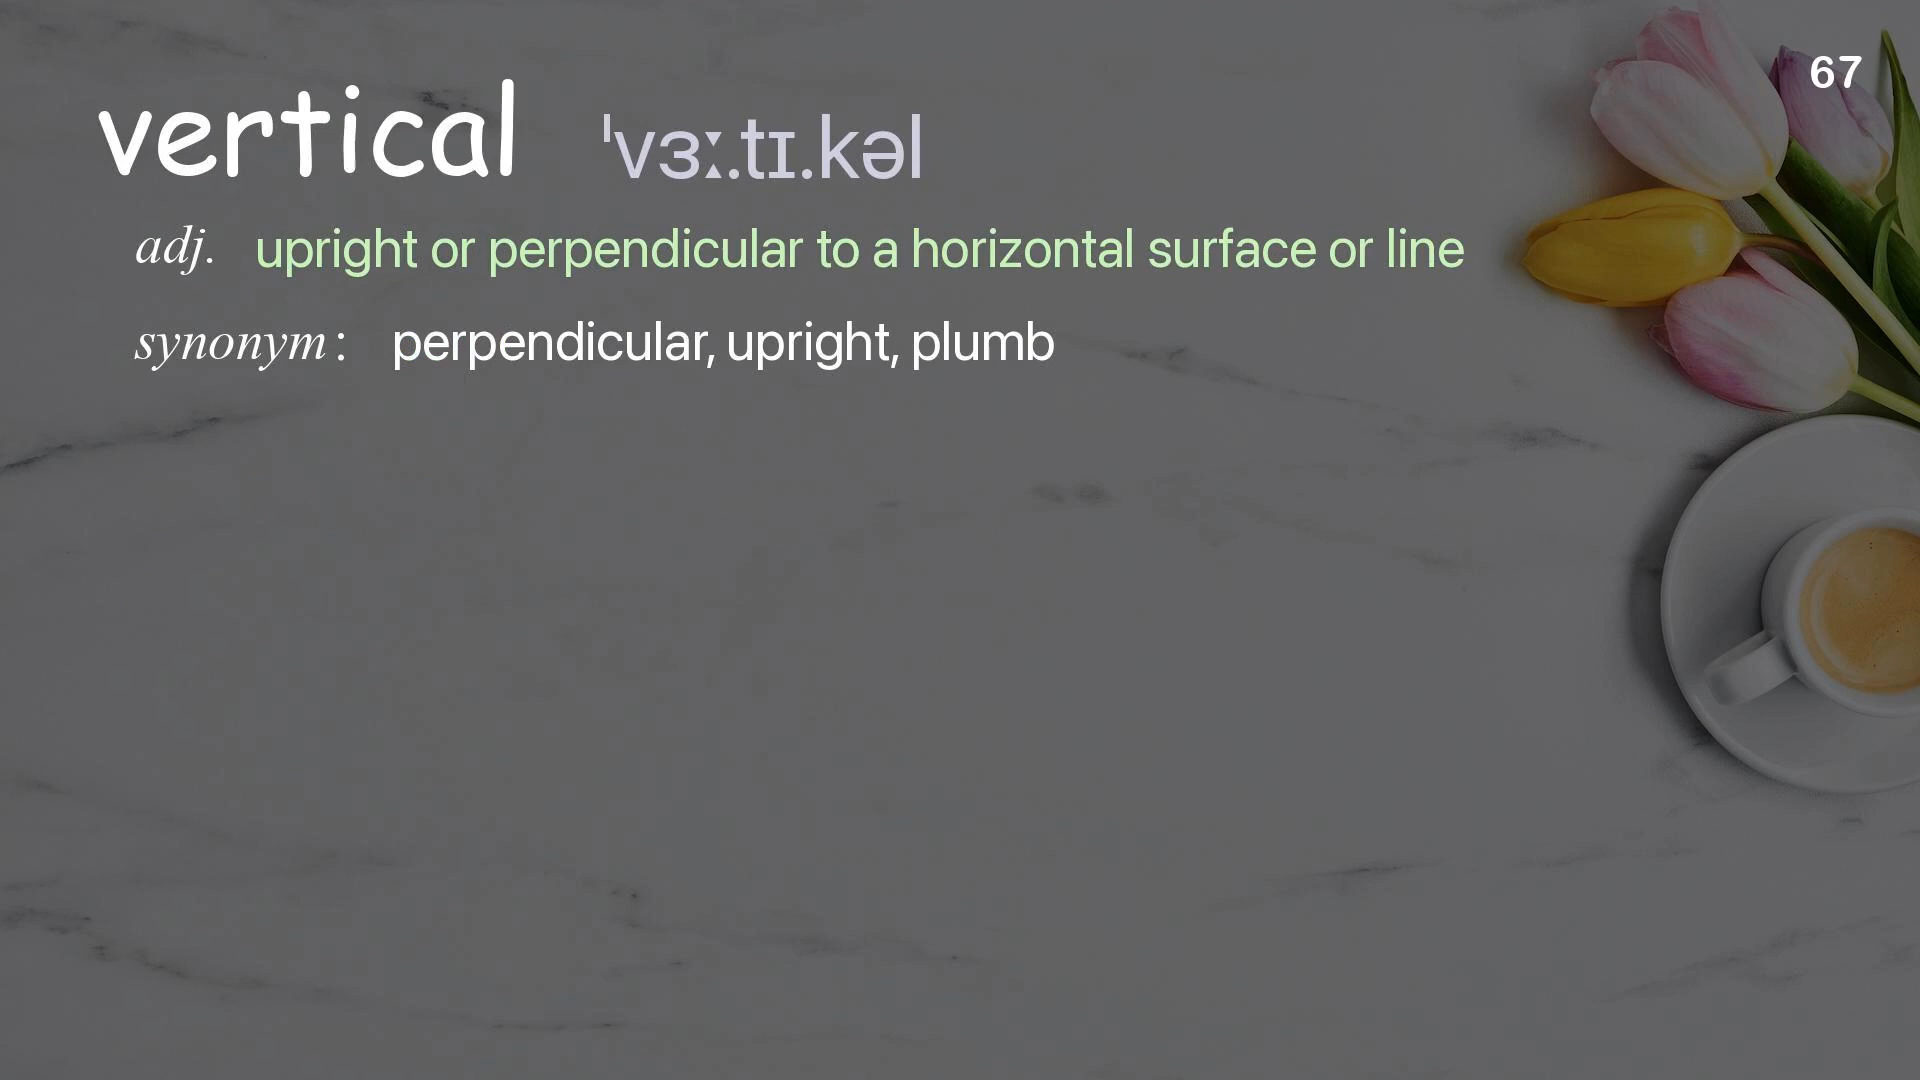 67
vertical ˈvɜː.tɪ.kəl
adj. upright or perpendicular to a horizontal surface or line
synonym : perpendicular, upright, plumb